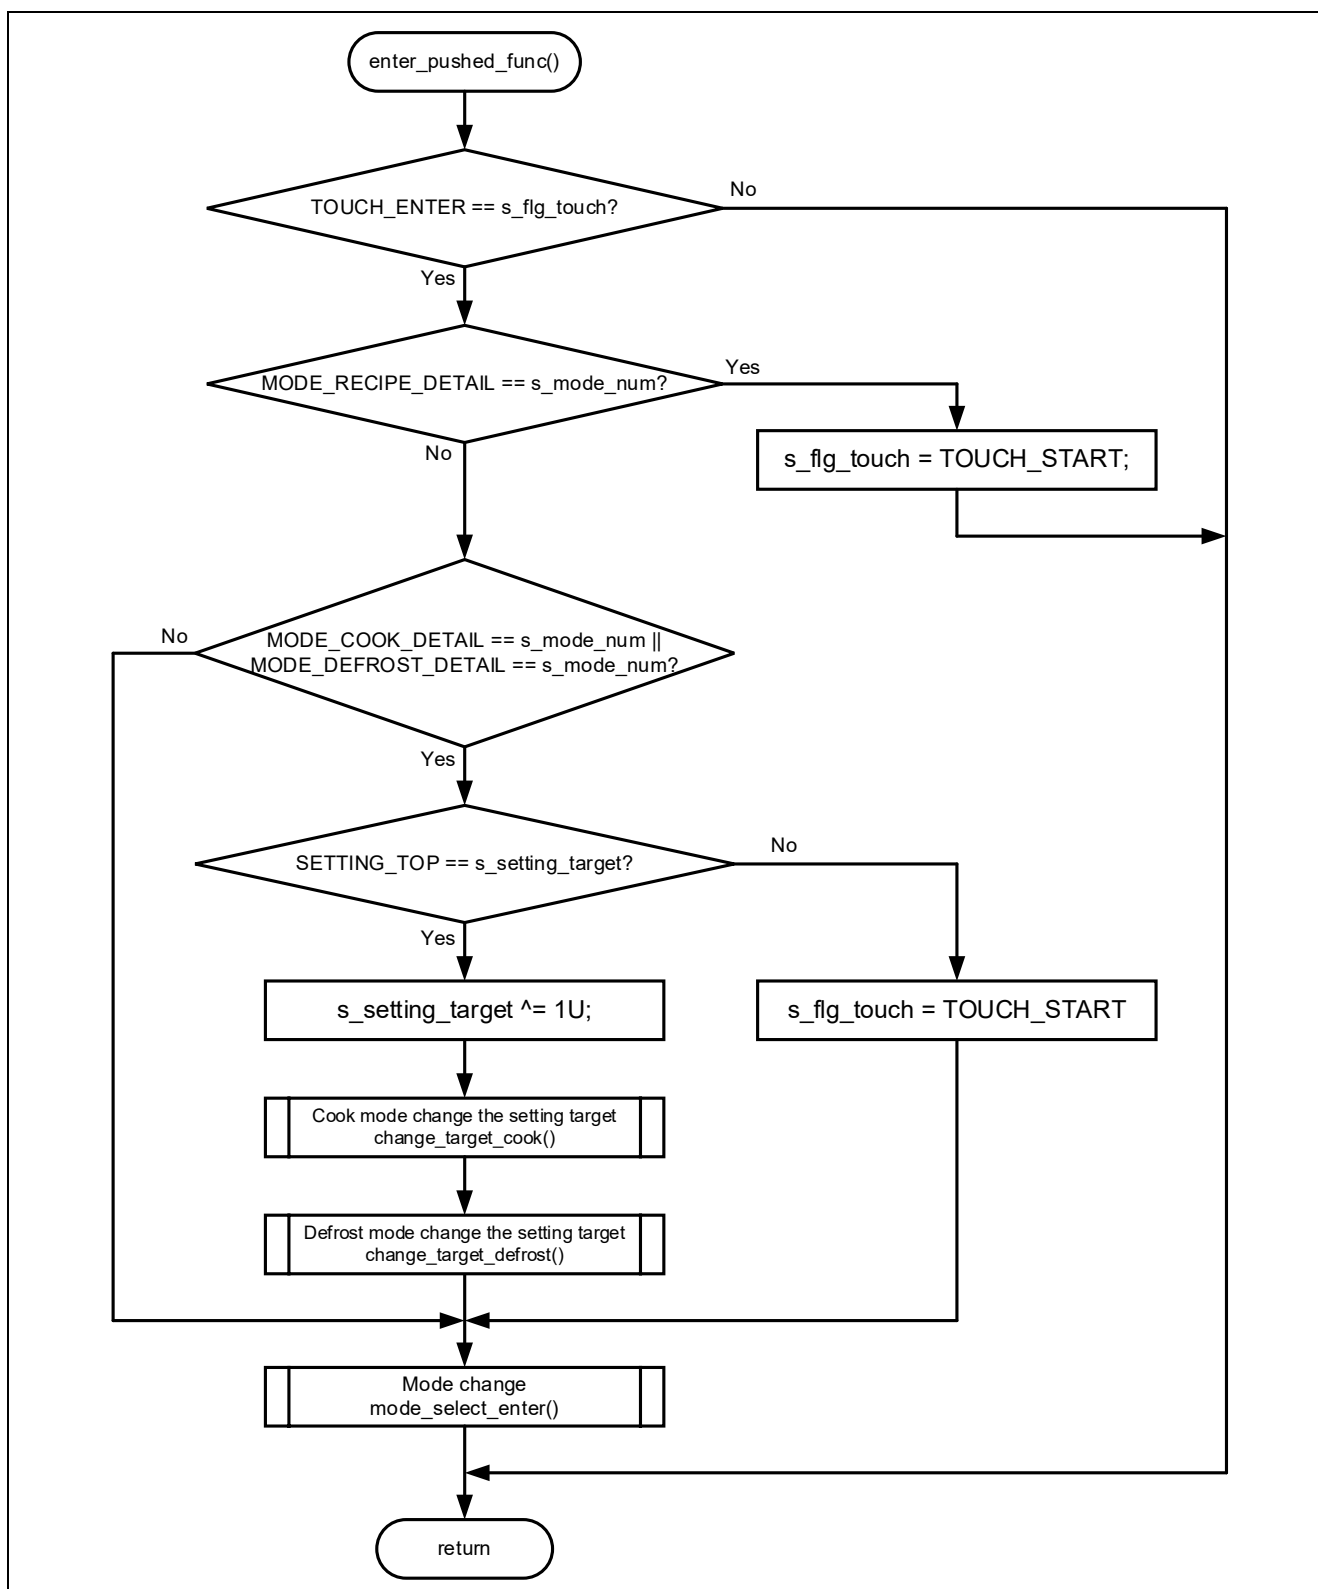 enter_pushed_func()
TOUCH_ENTER == s_flg_touch?
No
Yes
MODE_RECIPE_DETAIL == s_mode_num?
Yes
No
s_flg_touch = TOUCH_START;
No
MODE_COOK_DETAIL == s_mode_num ||
MODE_DEFROST_DETAIL == s_mode_num?
Yes
SETTING_TOP == s_setting_target?
No
Yes
s_setting_target ^= 1U;
s_flg_touch = TOUCH_START
Cook mode change the setting target
change_target_cook()
Defrost mode change the setting target
change_target_defrost()
Mode change
mode_select_enter()
return